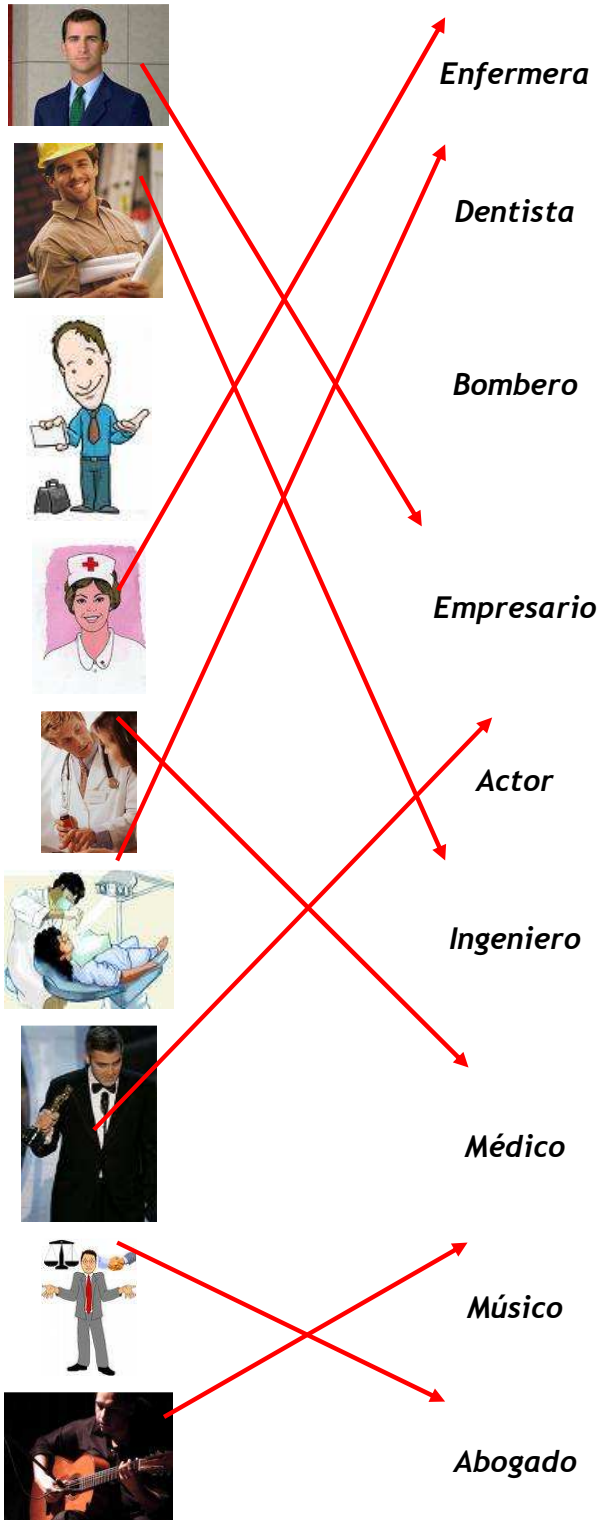 Enfermera
Dentista
Bombero
Empresario
Actor
Ingeniero
Médico
Músico
Abogado